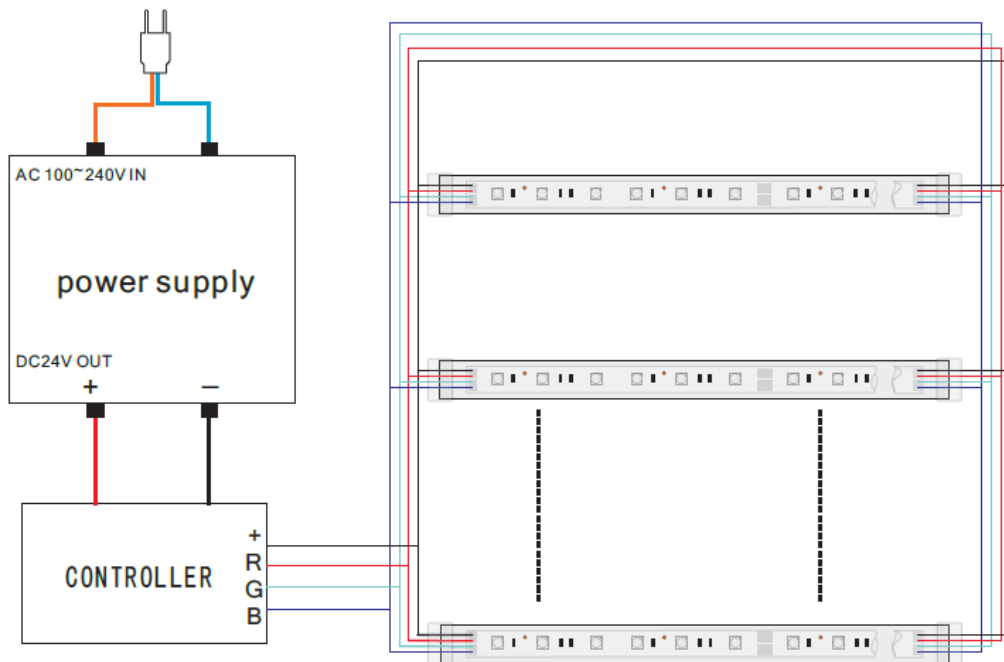 AC 100~240V IN
power supply
DC24V OUT
+ −
CONTROLLER
+
R
G
B